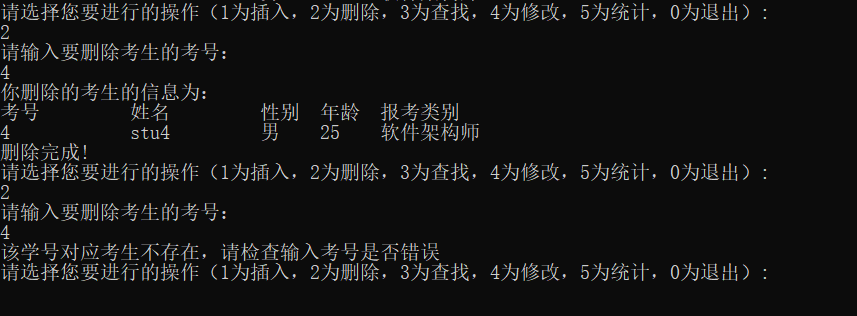 请选择您要进行的操作（1为插入，2为删除，3为查找，4为修改，5为统计，0为退出）:
2
请输入要删除考生的考号：
4
你删除的考生的信息为：
考号 姓名 性别 年龄 报考类别
4 stu4 男 25 软件架构师
删除完成!
请选择您要进行的操作（1为插入，2为删除，3为查找，4为修改，5为统计，0为退出）:
2
请输入要删除考生的考号：
4
该学号对应考生不存在，请检查输入考号是否错误
请选择您要进行的操作（1为插入，2为删除，3为查找，4为修改，5为统计，0为退出）: